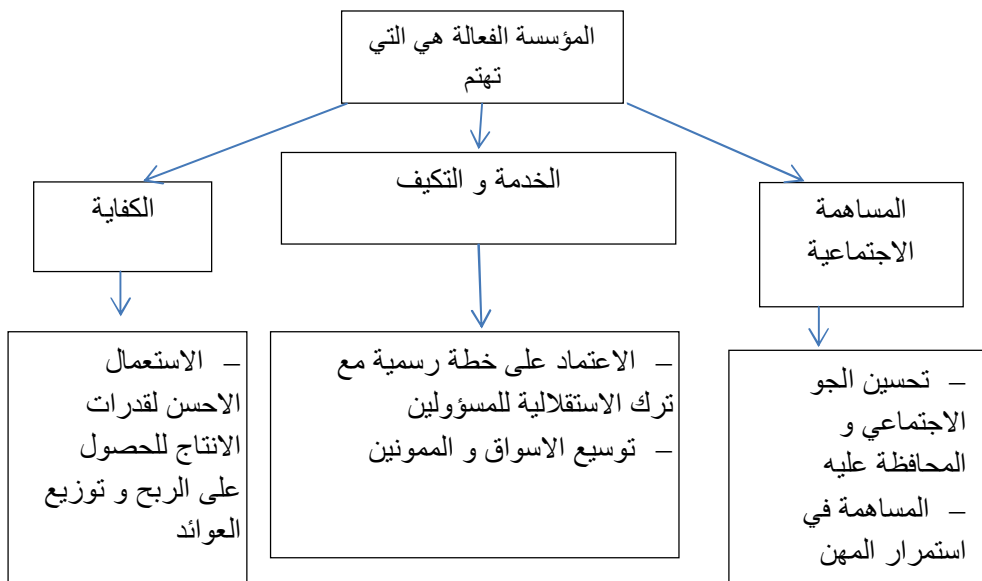 المؤسسة الفعالة هي التي
تهتم
المساهمة
الاجتماعية
الخدمة و التكيف
الكفاية
– تحسين الجو
الاجتماعي و
المحافظة عليه
– المساهمة في
استمرار المهن
– الاعتماد على خطة رسمية مع
ترك الاستقلالية للمسؤولين
– توسيع الاسواق و الممونين
– الاستعمال
الاحسن لقدرات
الانتاج للحصول
على الربح و توزيع
العوائد